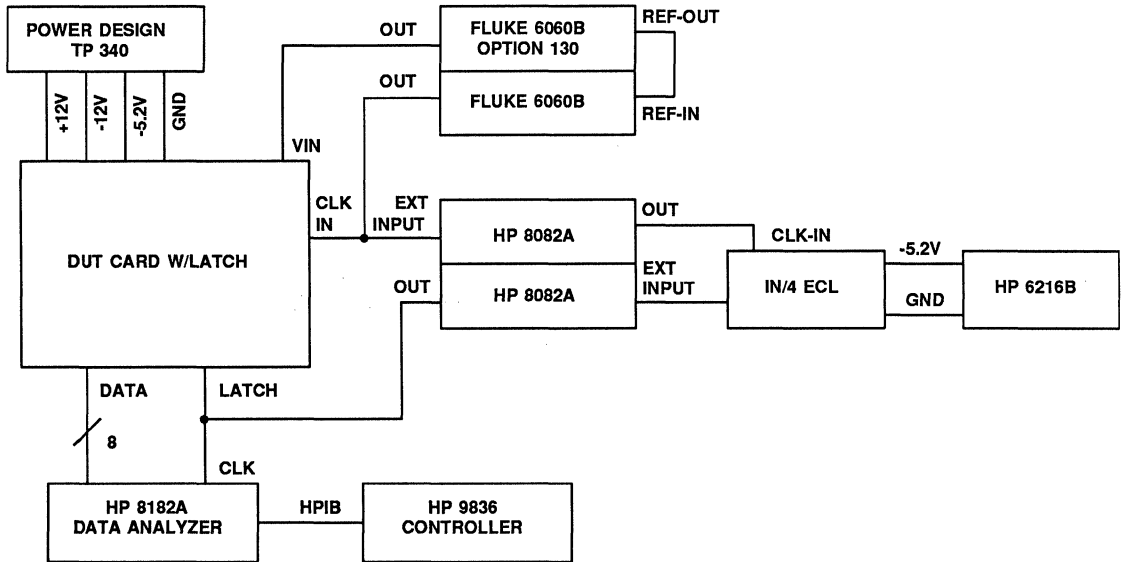 POWER DESIGN
TP 340
+12V
-12V
-5.2V
GND
OUT
FLUKE 6060B
OPTION 130
REF-OUT
OUT
FLUKE 6060B
REF-IN
VIN
CLK
IN
EXT
INPUT
HP 8082A
OUT
CLK-IN
DUT CARD W/LATCH
OUT
HP 8082A
EXT
INPUT
IN/4 ECL
-5.2V
GND
HP 6216B
DATA
LATCH
8
CLK
HP 8182A
DATA ANALYZER
HPIB
HP 9836
CONTROLLER